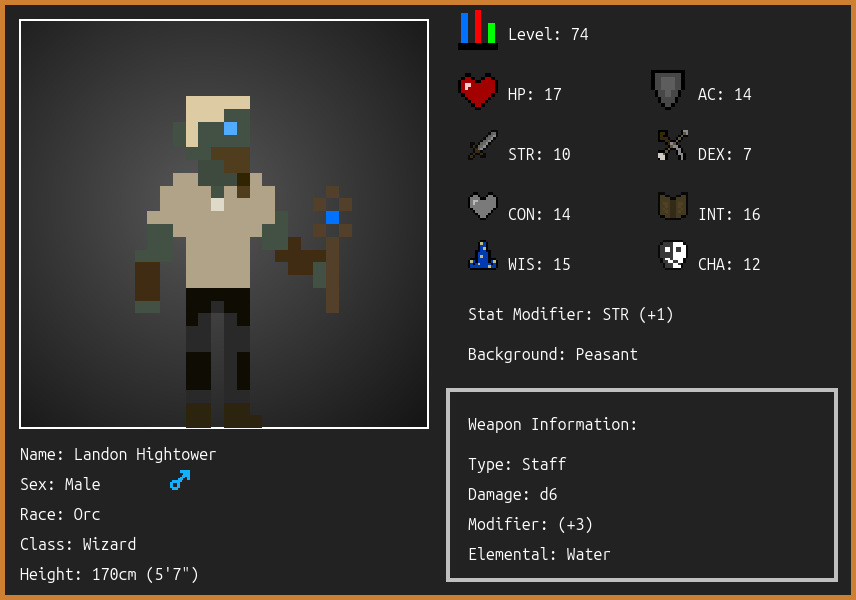 Level: 74
HP: 17
AC: 14
STR: 10
DEX: 7
CON: 14
INT: 16
WIS: 15
CHA: 12
Stat Modifier: STR (+1)
Background: Peasant
Weapon Information:
Type: Staff
Damage: d6
Modifier: (+3)
Elemental: Water
Name: Landon Hightower
Sex: Male
Race: Orc
Class: Wizard
Height: 170cm (5'7")